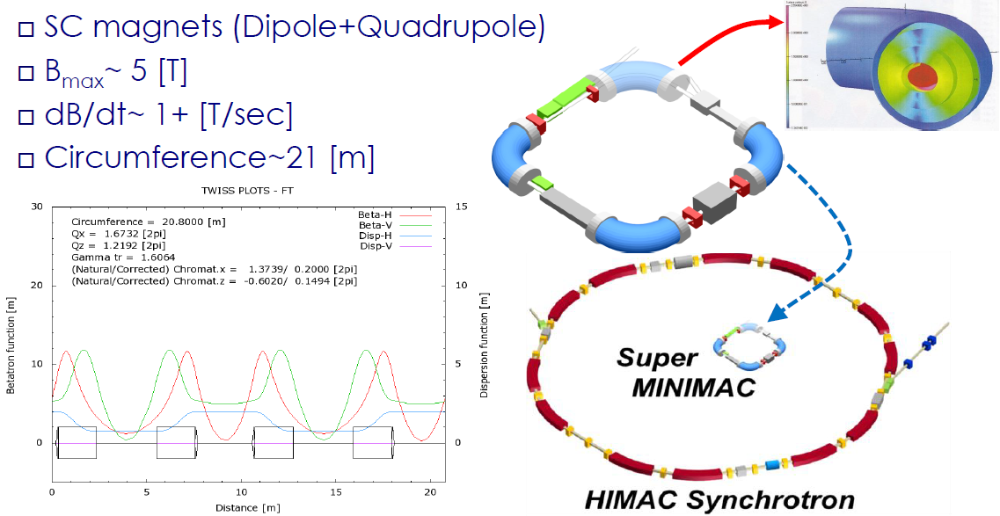 □ SC magnets (Dipole+Quadrupole)
□ Bmax~ 5 [T]
□ dB/dt~ 1+ [T/sec]
□ Circumference~21 [m]
TWISS PLOTS - FT
Circumference = 20.8000 [m]
Qx = 1.6732 [2pi]
Qz = 1.2192 [2pi]
Gamma tr = 1.6064
(Natural/Corrected) Chromat.x = 1.3739/ 0.2000 [2pi]
(Natural/Corrected) Chromat.z = -0.6020/ 0.1494 [2pi]
Beta-H
Beta-V
Disp-H
Disp-V
Betatron function [m]
30
20
10
0
Dispersion function [m]
15
10
5
0
0 5 10 15 20
Distance [m]
Super
MINIMAC
HIMAC Synchrotron